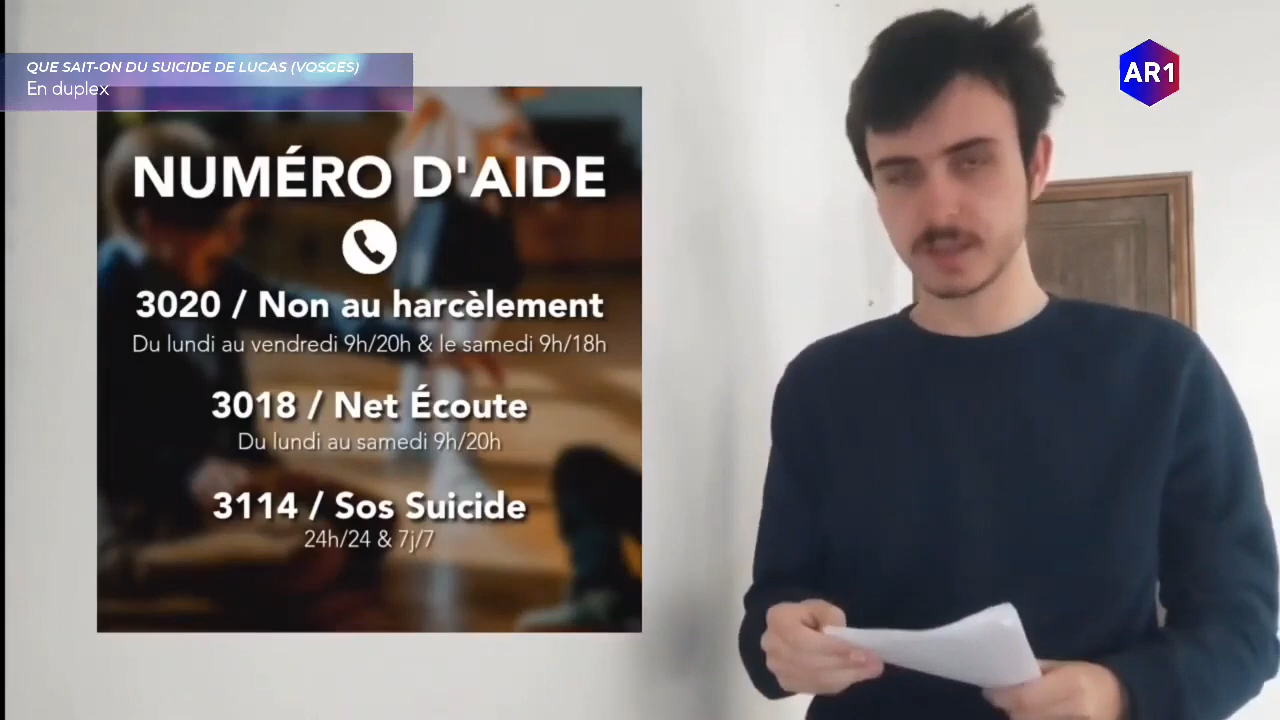 QUE SAIT-ON DU SUICIDE DE LUCAS (VOSGES)
En duplex
AR1
NUMÉRO D'AIDE
3020 / Non au harcèlement
Du lundi au vendredi 9h/20h & le samedi 9h/18h
3018 / Net Écoute
Du lundi au samedi 9h/20h
3114 / Sos Suicide
24h/24 & 7j/7